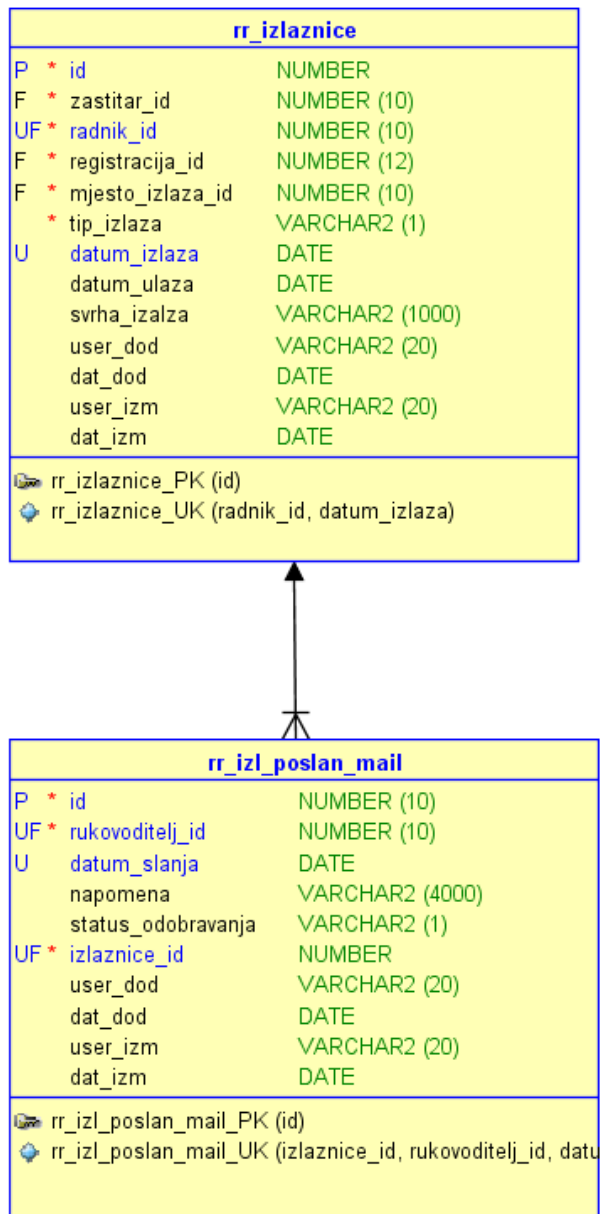 rr_izlaznice
P * id NUMBER
F * zastitar_id NUMBER (10)
UF * radnik_id NUMBER (10)
F * registracija_id NUMBER (12)
F * mjesto_izlaza_id NUMBER (10)
* tip_izlaza VARCHAR2 (1)
U datum_izlaza DATE
datum_ulaza DATE
svrha_izalza VARCHAR2 (1000)
user_dod VARCHAR2 (20)
dat_dod DATE
user_izm VARCHAR2 (20)
dat_izm DATE
rr_izlaznice_PK (id)
rr_izlaznice_UK (radnik_id, datum_izlaza)
rr_izl_poslan_mail
P * id NUMBER (10)
UF * rukovoditelj_id NUMBER (10)
U datum_slanja DATE
napomena VARCHAR2 (4000)
status_odobravanja VARCHAR2 (1)
UF * izlaznice_id NUMBER
user_dod VARCHAR2 (20)
dat_dod DATE
user_izm VARCHAR2 (20)
dat_izm DATE
rr_izl_poslan_mail_PK (id)
rr_izl_poslan_mail_UK (izlaznice_id, rukovoditelj_id, datu